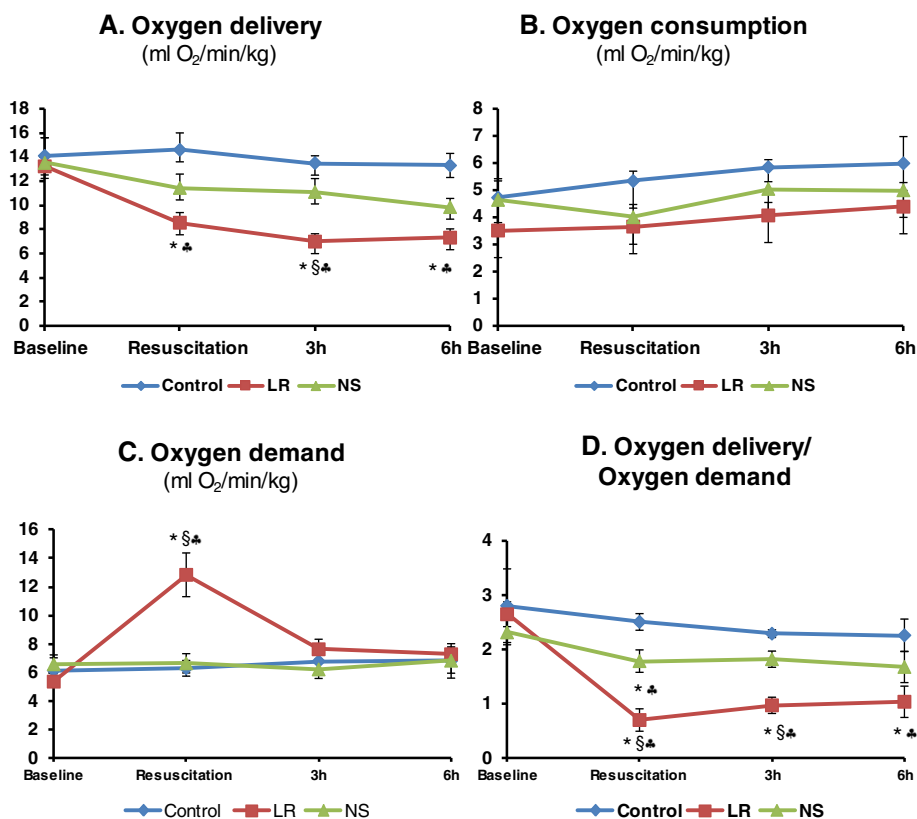 A. Oxygen delivery
(ml O₂/min/kg)
18
16
14
12
10
8
6
4
2
0
* ♣
* §♣
* ♣
Baseline Resuscitation 3h 6h
Control LR NS
B. Oxygen consumption
(ml O₂/min/kg)
8
7
6
5
4
3
2
1
0
Baseline Resuscitation 3h 6h
Control LR NS
C. Oxygen demand
(ml O₂/min/kg)
16
14
12
10
8
6
4
2
0
* §♣
Baseline Resuscitation 3h 6h
Control LR NS
D. Oxygen delivery/
Oxygen demand
4
3
2
1
0
* ♣
* §♣
* §♣
* ♣
Baseline Resuscitation 3h 6h
Control LR NS